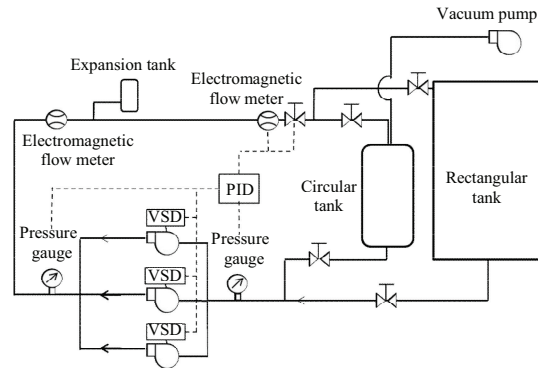 Vacuum pump
Expansion tank
Electromagnetic
flow meter
Electromagnetic
flow meter
PID
Circular
tank
Rectangular
tank
VSD
Pressure
gauge
Pressure
gauge
VSD
VSD